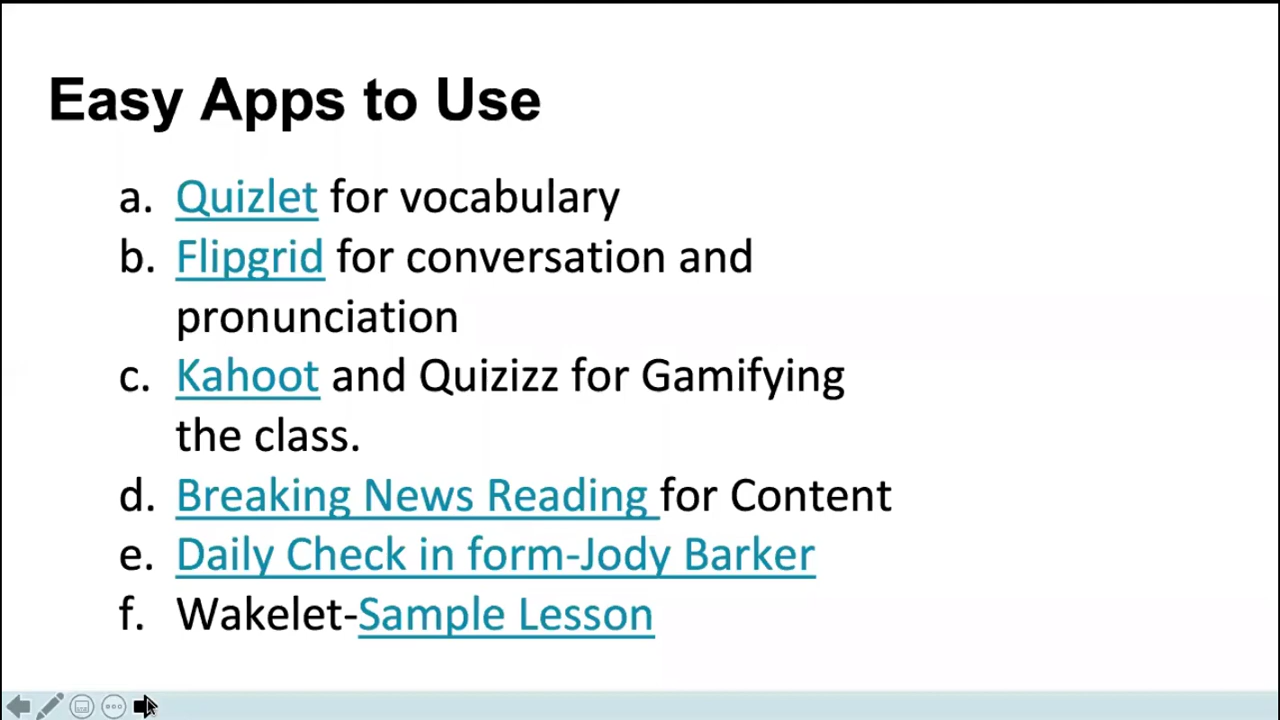 Easy Apps to Use
a. Quizlet for vocabulary
b. Flipgrid for conversation and
pronunciation
c. Kahoot and Quizizz for Gamifying
the class.
d. Breaking News Reading for Content
e. Daily Check in form-Jody Barker
f. Wakelet-Sample Lesson